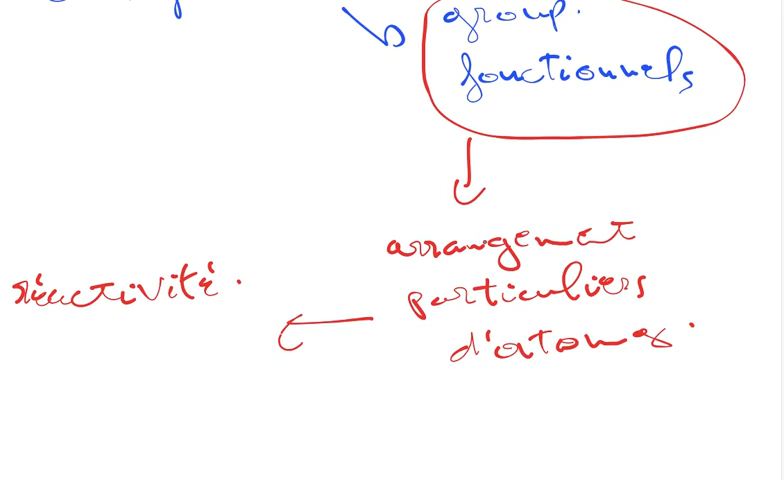 group.
fonctionnels
arrangement
particuliers
d'atomes.
réactivité.